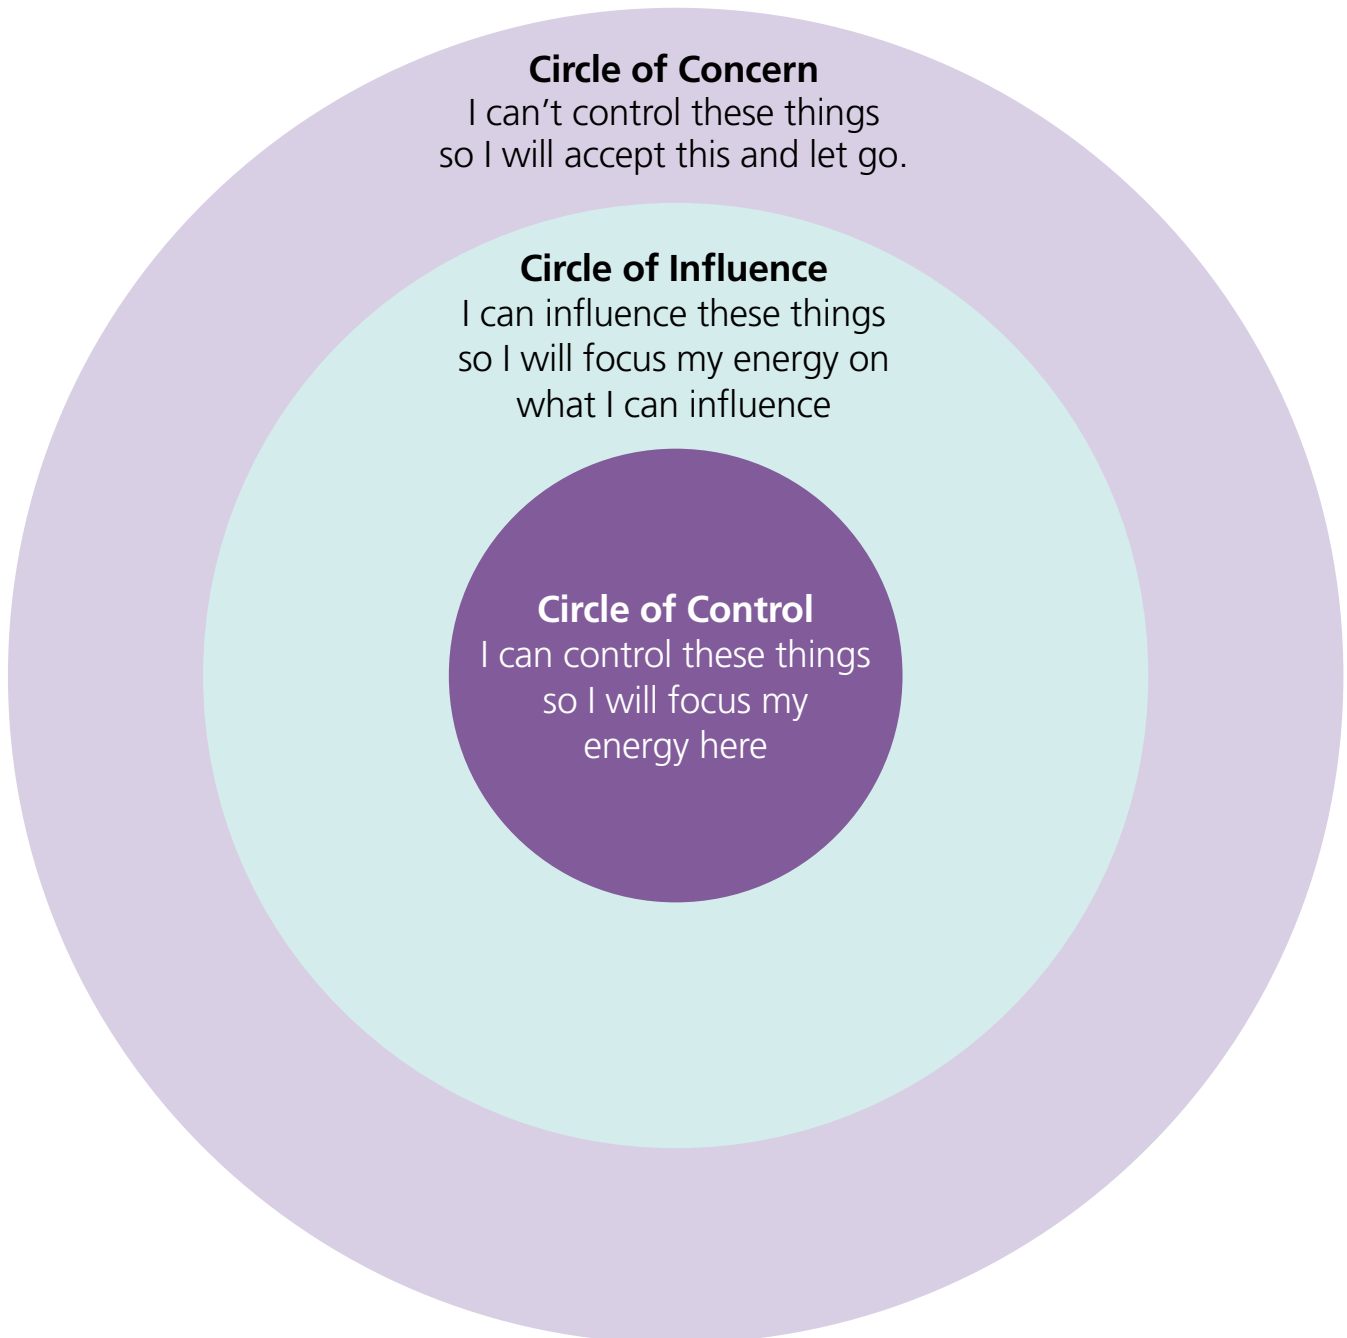 Circle of Concern
I can’t control these things
so I will accept this and let go.
Circle of Influence
I can influence these things
so I will focus my energy on
what I can influence
Circle of Control
I can control these things
so I will focus my
energy here